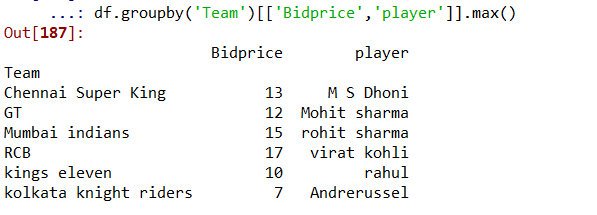 ...: df.groupby('Team')[['Bidprice','player']].max()
Out[187]:
Bidprice player
Team
Chennai Super King 13 M S Dhoni
GT 12 Mohit sharma
Mumbai indians 15 rohit sharma
RCB 17 virat kohli
kings eleven 10 rahul
kolkata knight riders 7 Andrerussel